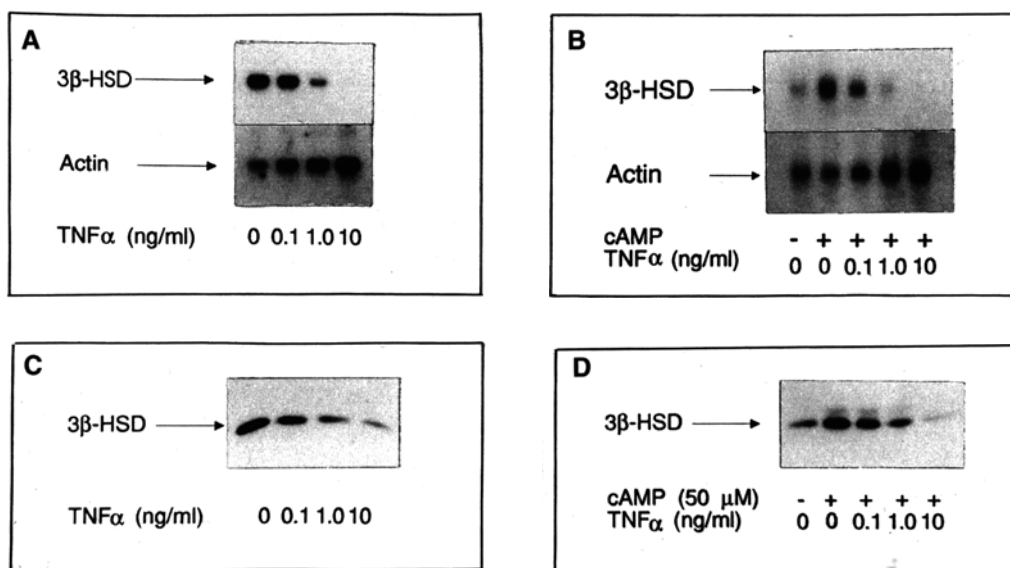 A
3β-HSD
Actin
TNFα (ng/ml) 0 0.1 1.0 10
B
3β-HSD
Actin
cAMP - + + + +
TNFα (ng/ml) 0 0 0.1 1.0 10
C
3β-HSD
TNFα (ng/ml) 0 0.1 1.0 10
D
3β-HSD
cAMP (50 μM) - + + + +
TNFα (ng/ml) 0 0 0.1 1.0 10